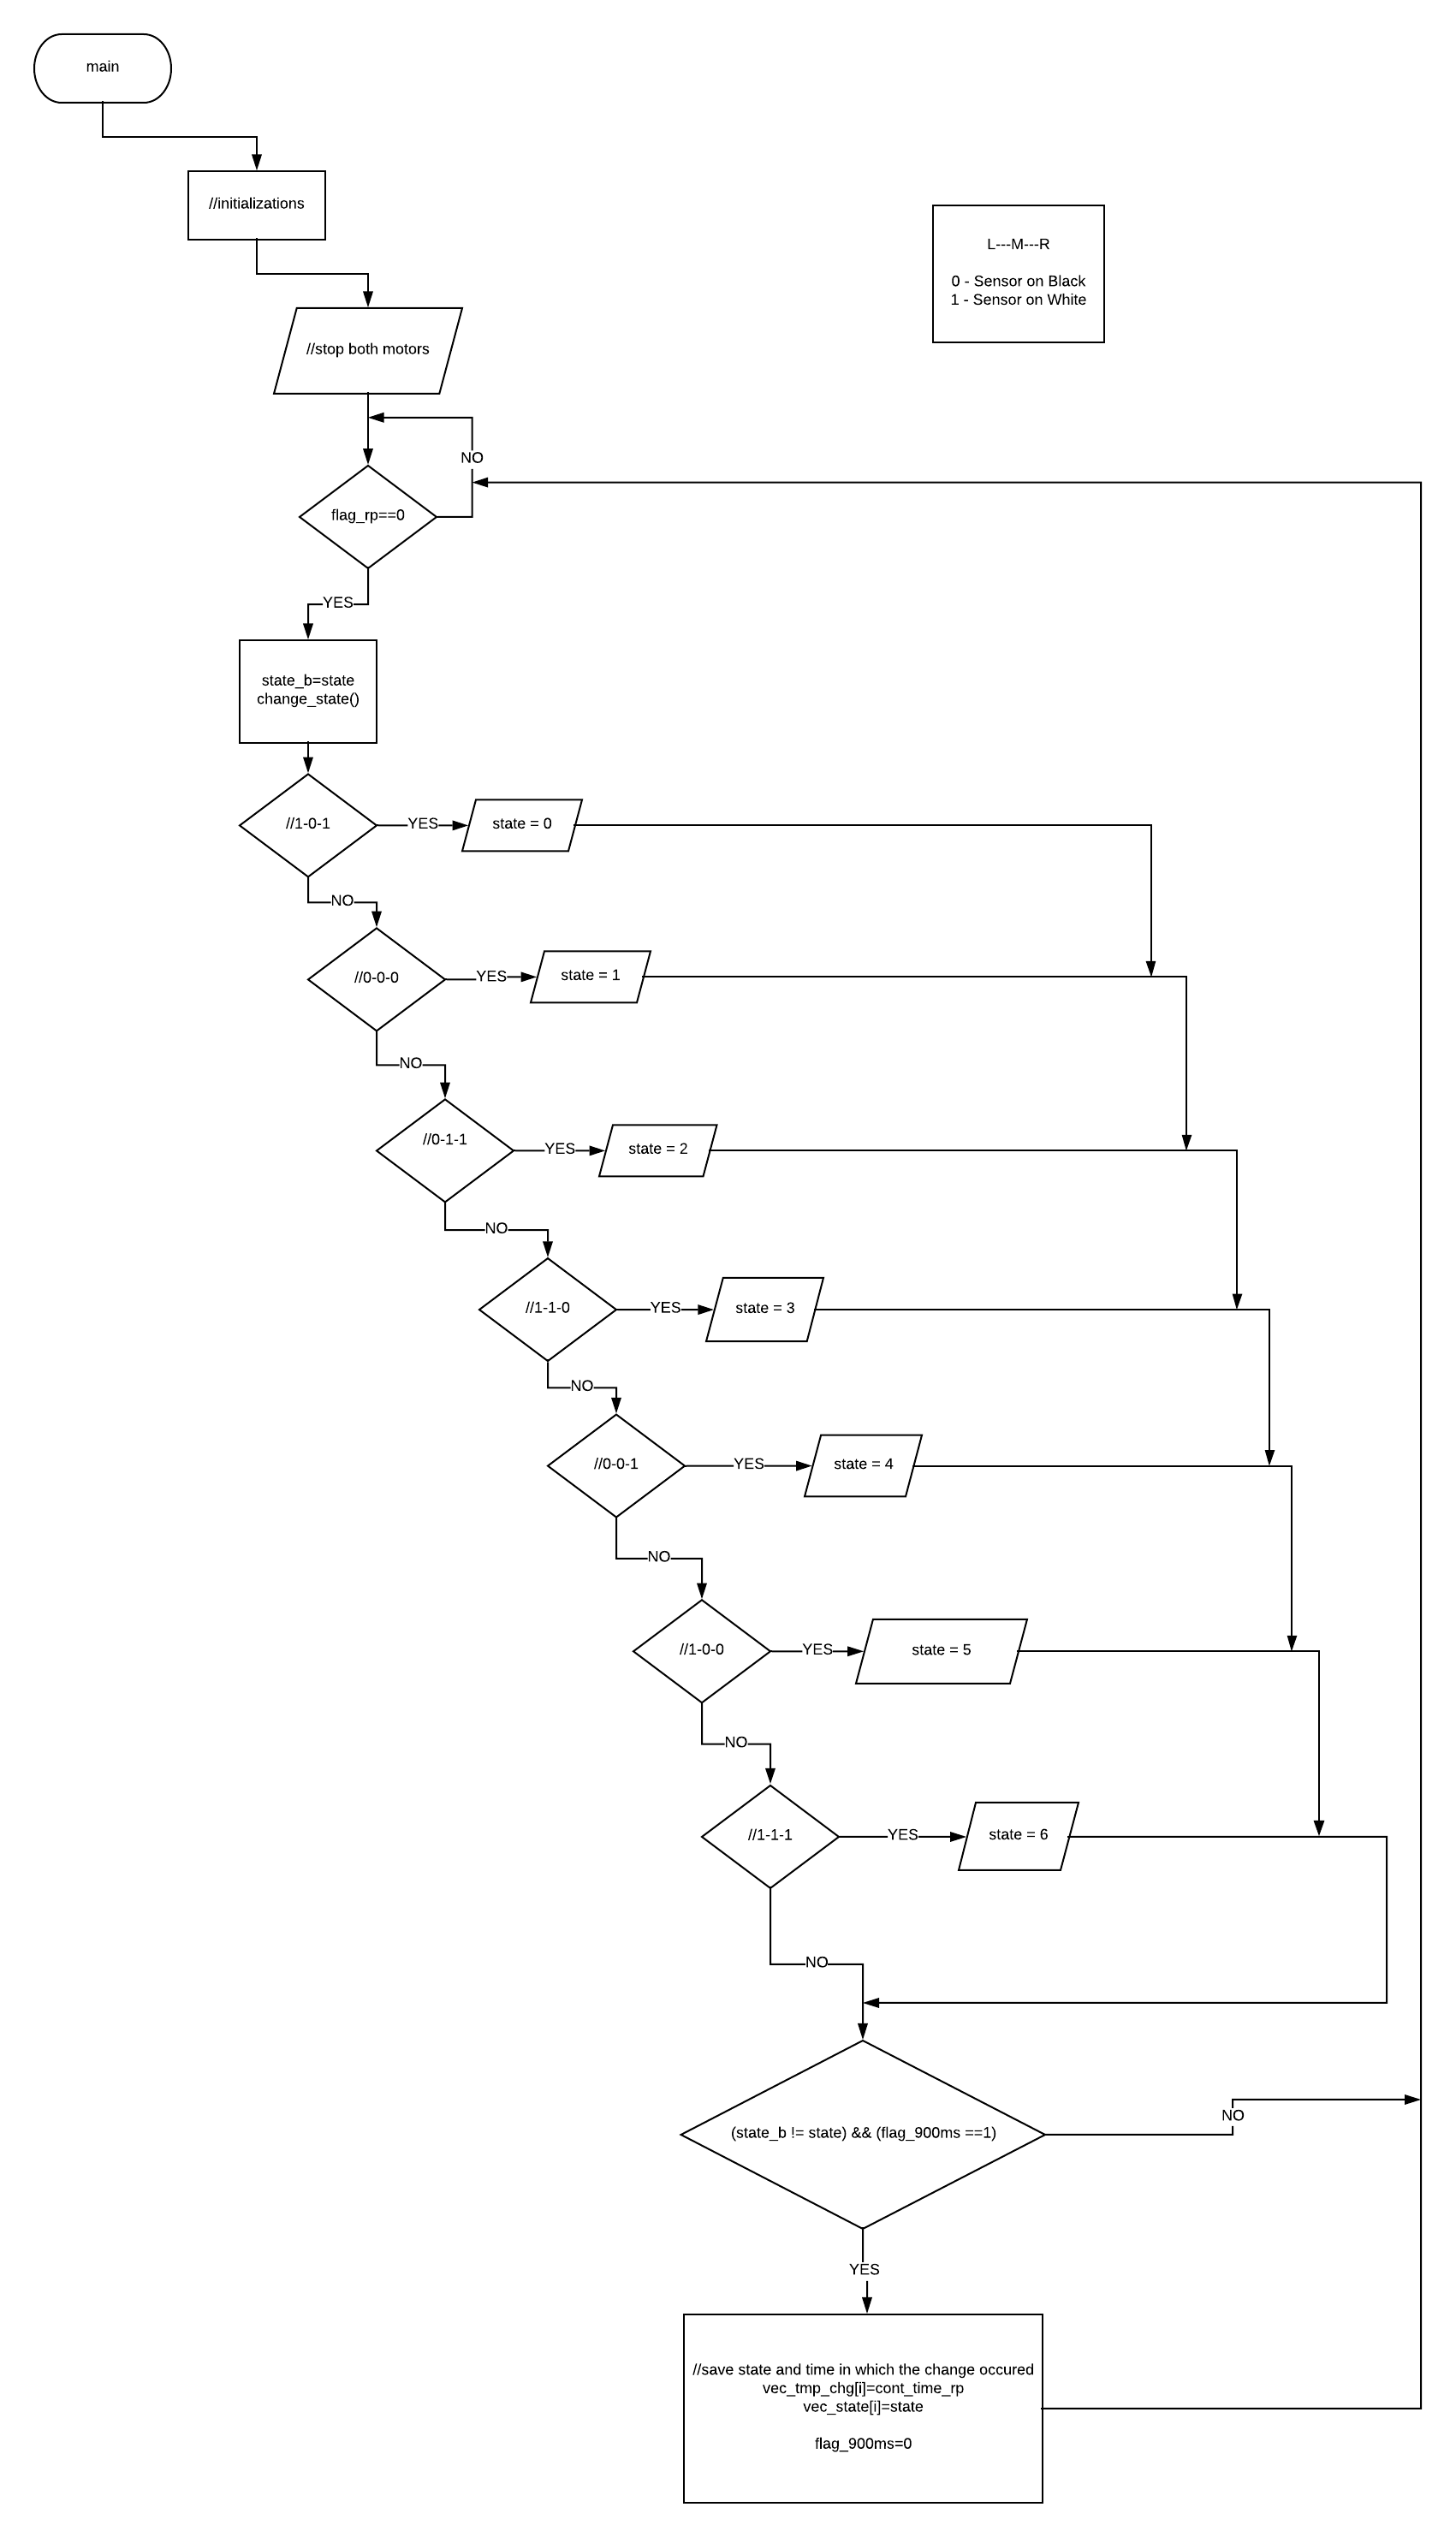 main
//initializations
L---M---R
0 - Sensor on Black
1 - Sensor on White
//stop both motors
NO
flag_rp==0
YES
state_b=state
change_state()
//1-0-1
YES
state = 0
NO
//0-0-0
YES
state = 1
NO
//0-1-1
YES
state = 2
NO
//1-1-0
YES
state = 3
NO
//0-0-1
YES
state = 4
NO
//1-0-0
YES
state = 5
NO
//1-1-1
YES
state = 6
NO
(state_b != state) && (flag_900ms ==1)
NO
YES
//save state and time in which the change occured
vec_tmp_chg[i]=cont_time_rp
vec_state[i]=state
flag_900ms=0